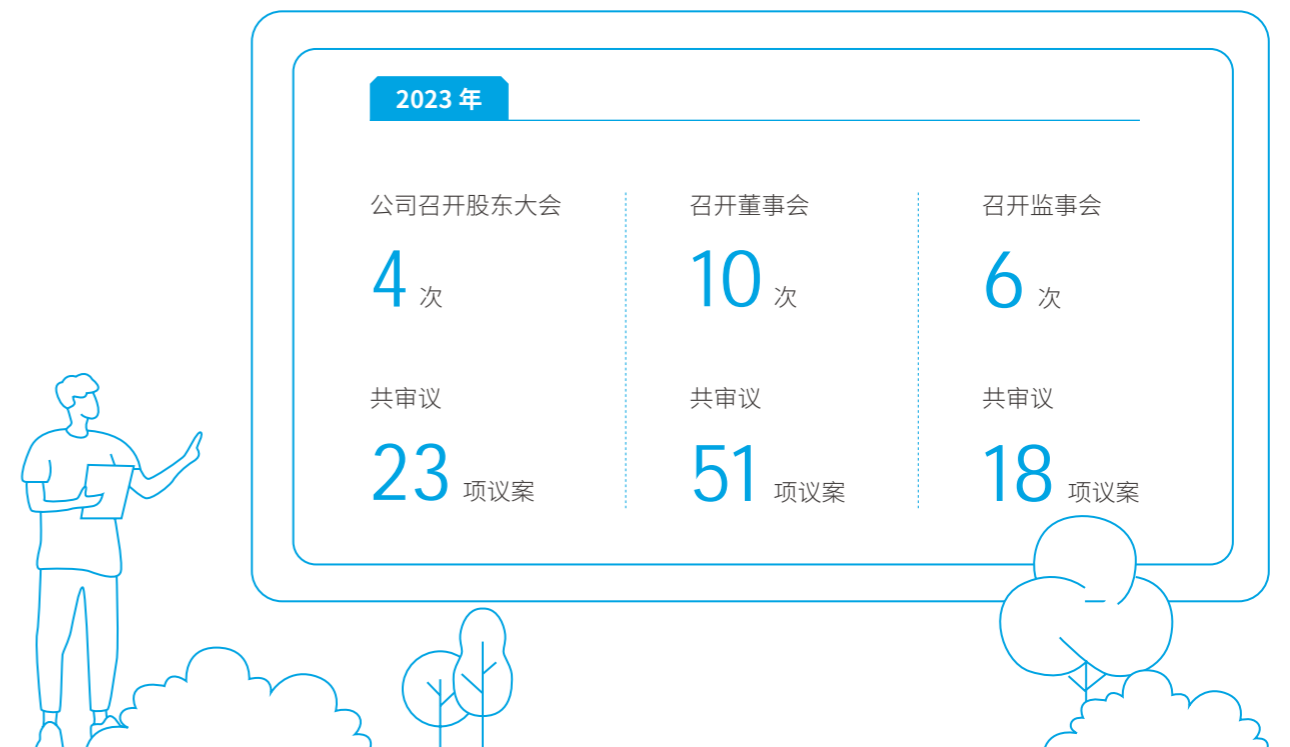 2023 年
公司召开股东大会
4 次
共审议
23 项议案
召开董事会
10 次
共审议
51 项议案
召开监事会
6 次
共审议
18 项议案